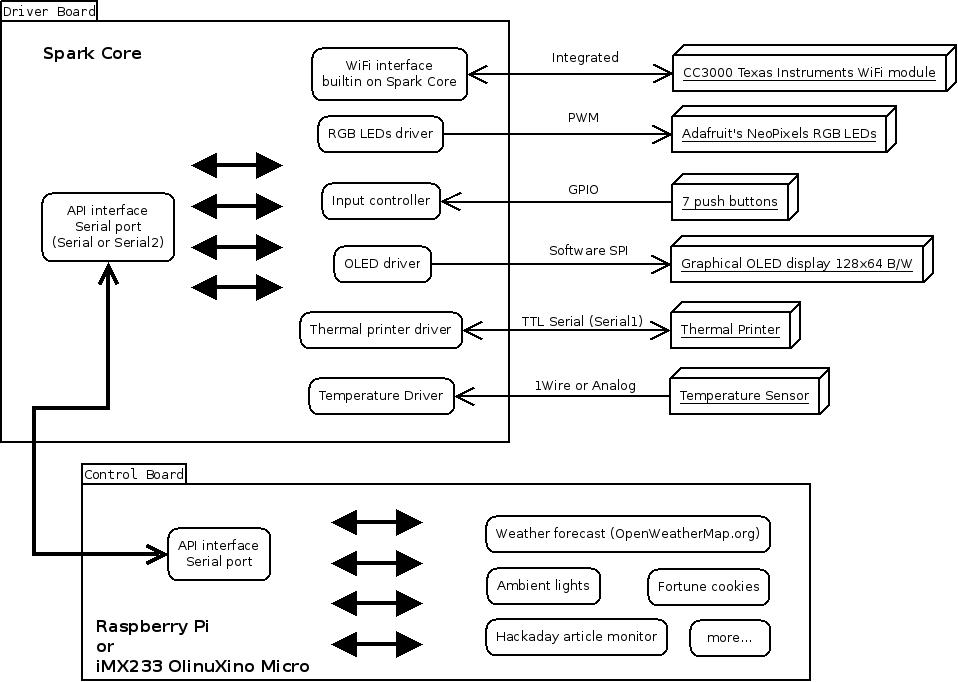 Driver Board
Spark Core
WiFi interface
builtin on Spark Core
Integrated
CC3000 Texas Instruments WiFi module
RGB LEDs driver
PWM
Adafruit's NeoPixels RGB LEDs
API interface
Serial port
(Serial or Serial2)
Input controller
GPIO
7 push buttons
OLED driver
Software SPI
Graphical OLED display 128x64 B/W
Thermal printer driver
TTL Serial (Serial1)
Thermal Printer
Temperature Driver
1Wire or Analog
Temperature Sensor
Control Board
API interface
Serial port
Weather forecast (OpenWeatherMap.org)
Ambient lights
Fortune cookies
Hackaday article monitor
more...
Raspberry Pi
or
iMX233 OlinuXino Micro